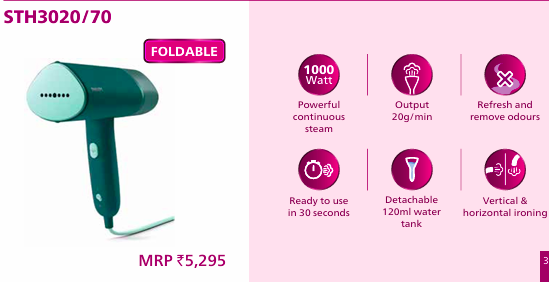 STH3020/70
FOLDABLE
MRP ₹5,295
1000
Watt
Powerful
continuous
steam
Output
20g/min
Refresh and
remove odours
Ready to use
in 30 seconds
Detachable
120ml water
tank
Vertical &
horizontal ironing
3